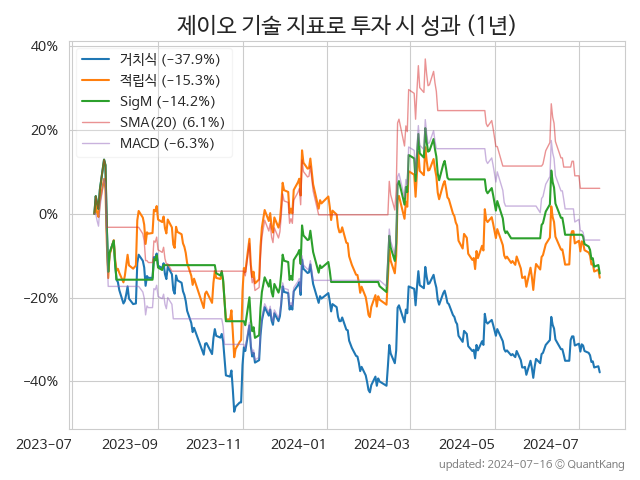 제이오 기술 지표로 투자 시 성과 (1년)
40%
20%
0%
−20%
−40%
거치식 (−37.9%)
적립식 (−15.3%)
SigM (−14.2%)
SMA(20) (6.1%)
MACD (−6.3%)
2023-07 2023-09 2023-11 2024-01 2024-03 2024-05 2024-07
updated: 2024-07-16 © QuantKang